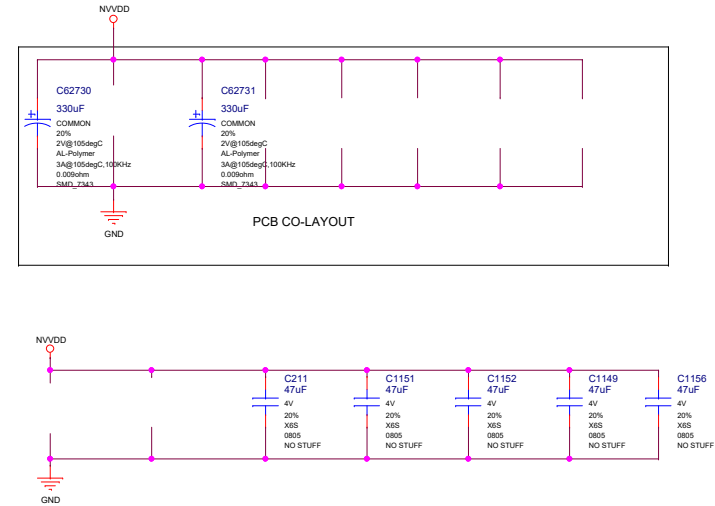 NVVDD
C62730
330uF
COMMON
20%
2V@105degC
AL-Polymer
3A@105degC,100KHz
0.009ohm
SMD_7343
C62731
330uF
COMMON
20%
2V@105degC
AL-Polymer
3A@105degC,100KHz
0.009ohm
SMD_7343
GND
PCB CO-LAYOUT
NVVDD
C211
47uF
4V
20%
X6S
0805
NO STUFF
C1151
47uF
4V
20%
X6S
0805
NO STUFF
C1152
47uF
4V
20%
X6S
0805
NO STUFF
C1149
47uF
4V
20%
X6S
0805
NO STUFF
C1156
47uF
4V
20%
X6S
0805
NO STUFF
GND